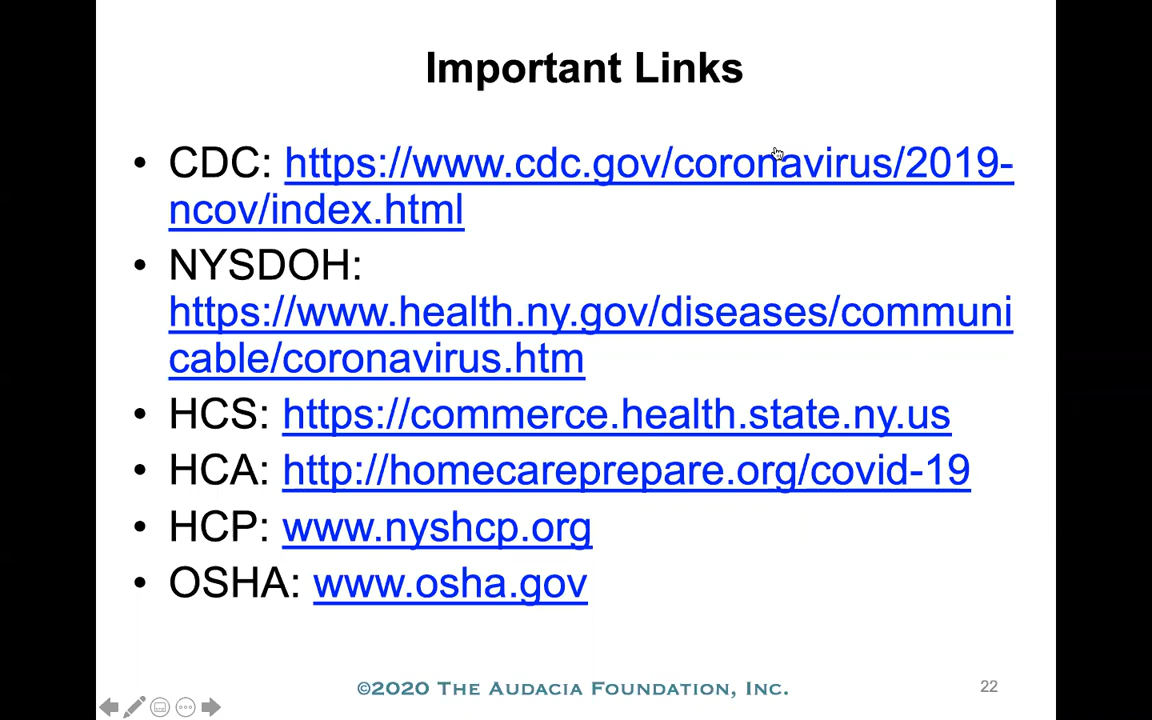 Important Links
• CDC: https://www.cdc.gov/coronavirus/2019-
ncov/index.html
• NYSDOH:
https://www.health.ny.gov/diseases/communi
cable/coronavirus.htm
• HCS: https://commerce.health.state.ny.us
• HCA: http://homecareprepare.org/covid-19
• HCP: www.nyshcp.org
• OSHA: www.osha.gov
©2020 The Audacia Foundation, Inc.
22